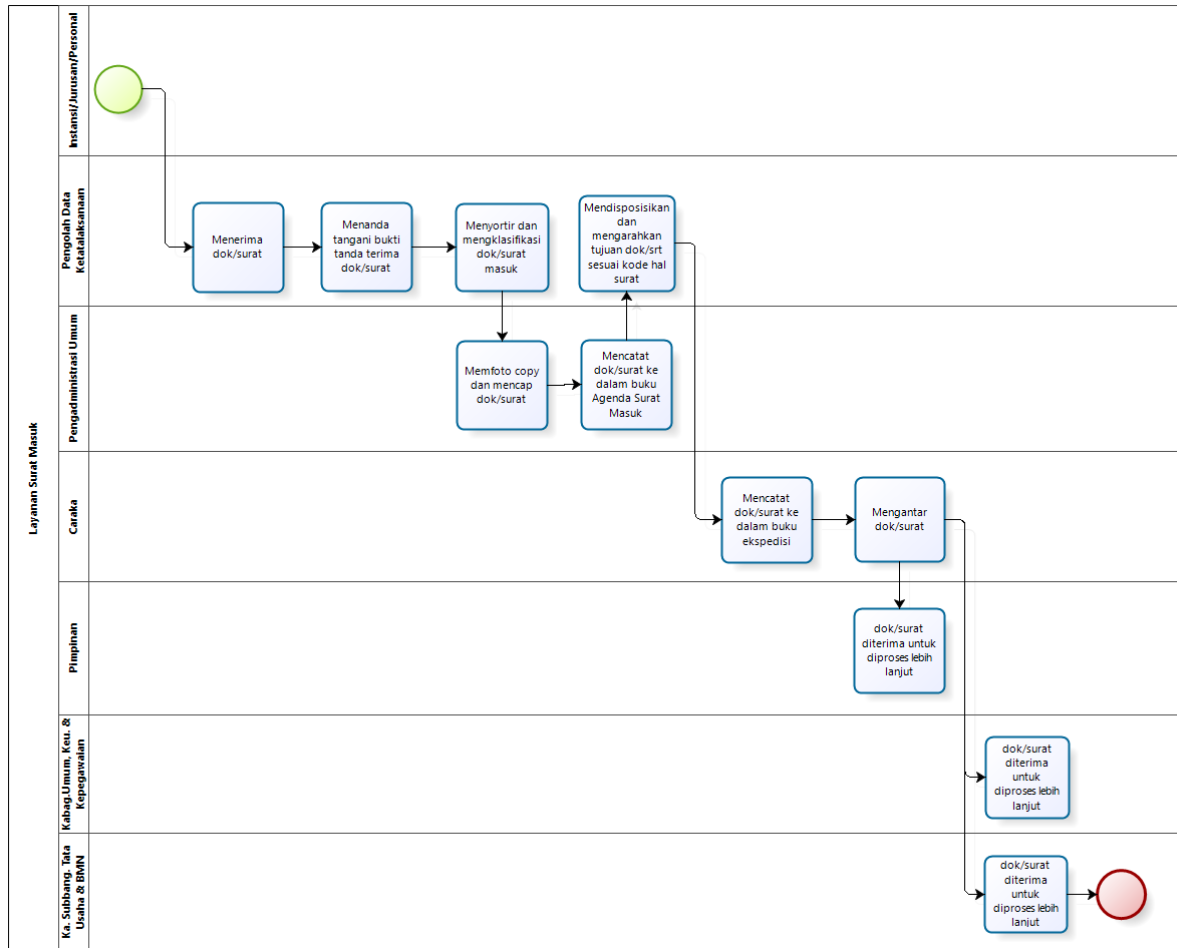 Layanan Surat Masuk
Instansi/Jurusan/Personal
Pengolah Data
Ketatalaksanaan
Menerima
dok/surat
Menanda
tangani bukti
tanda terima
dok/surat
Menyortir dan
mengklasifikasi
dok/surat
masuk
Mendisposisikan
dan
mengarahkan
tujuan dok/srt
sesuai kode hal
surat
Pengadministrasi Umum
Memfoto copy
dan mencap
dok/surat
Mencatat
dok/surat ke
dalam buku
Agenda Surat
Masuk
Caraka
Mencatat
dok/surat ke
dalam buku
ekspedisi
Mengantar
dok/surat
Pimpinan
dok/surat
diterima untuk
diproses lebih
lanjut
Kabag.Umum, Keu. &
Kepegawaian
dok/surat
diterima
untuk
diproses lebih
lanjut
Ka. Subbang. Tata
Usaha & BMN
dok/surat
diterima
untuk
diproses lebih
lanjut